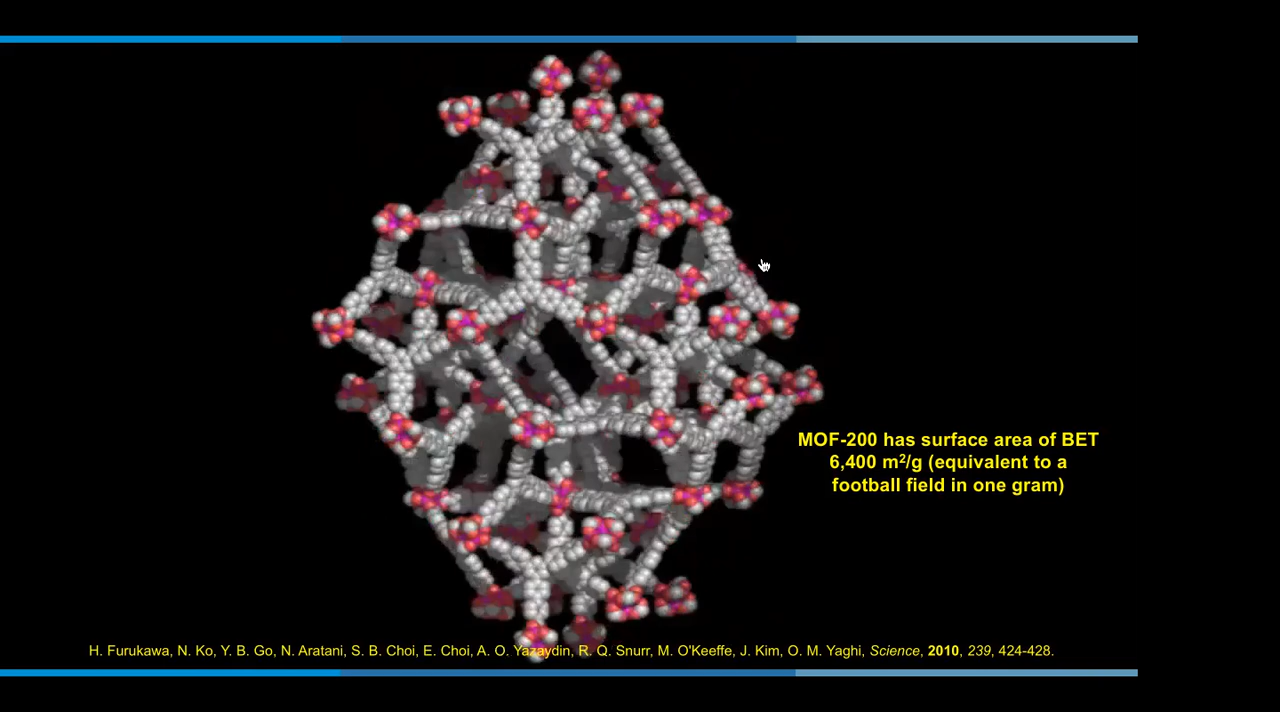 MOF-200 has surface area of BET
6,400 m²/g (equivalent to a
football field in one gram)
H. Furukawa, N. Ko, Y. B. Go, N. Aratani, S. B. Choi, E. Choi, A. O. Yazaydin, R. Q. Snurr, M. O'Keeffe, J. Kim, O. M. Yaghi, Science, 2010, 239, 424-428.